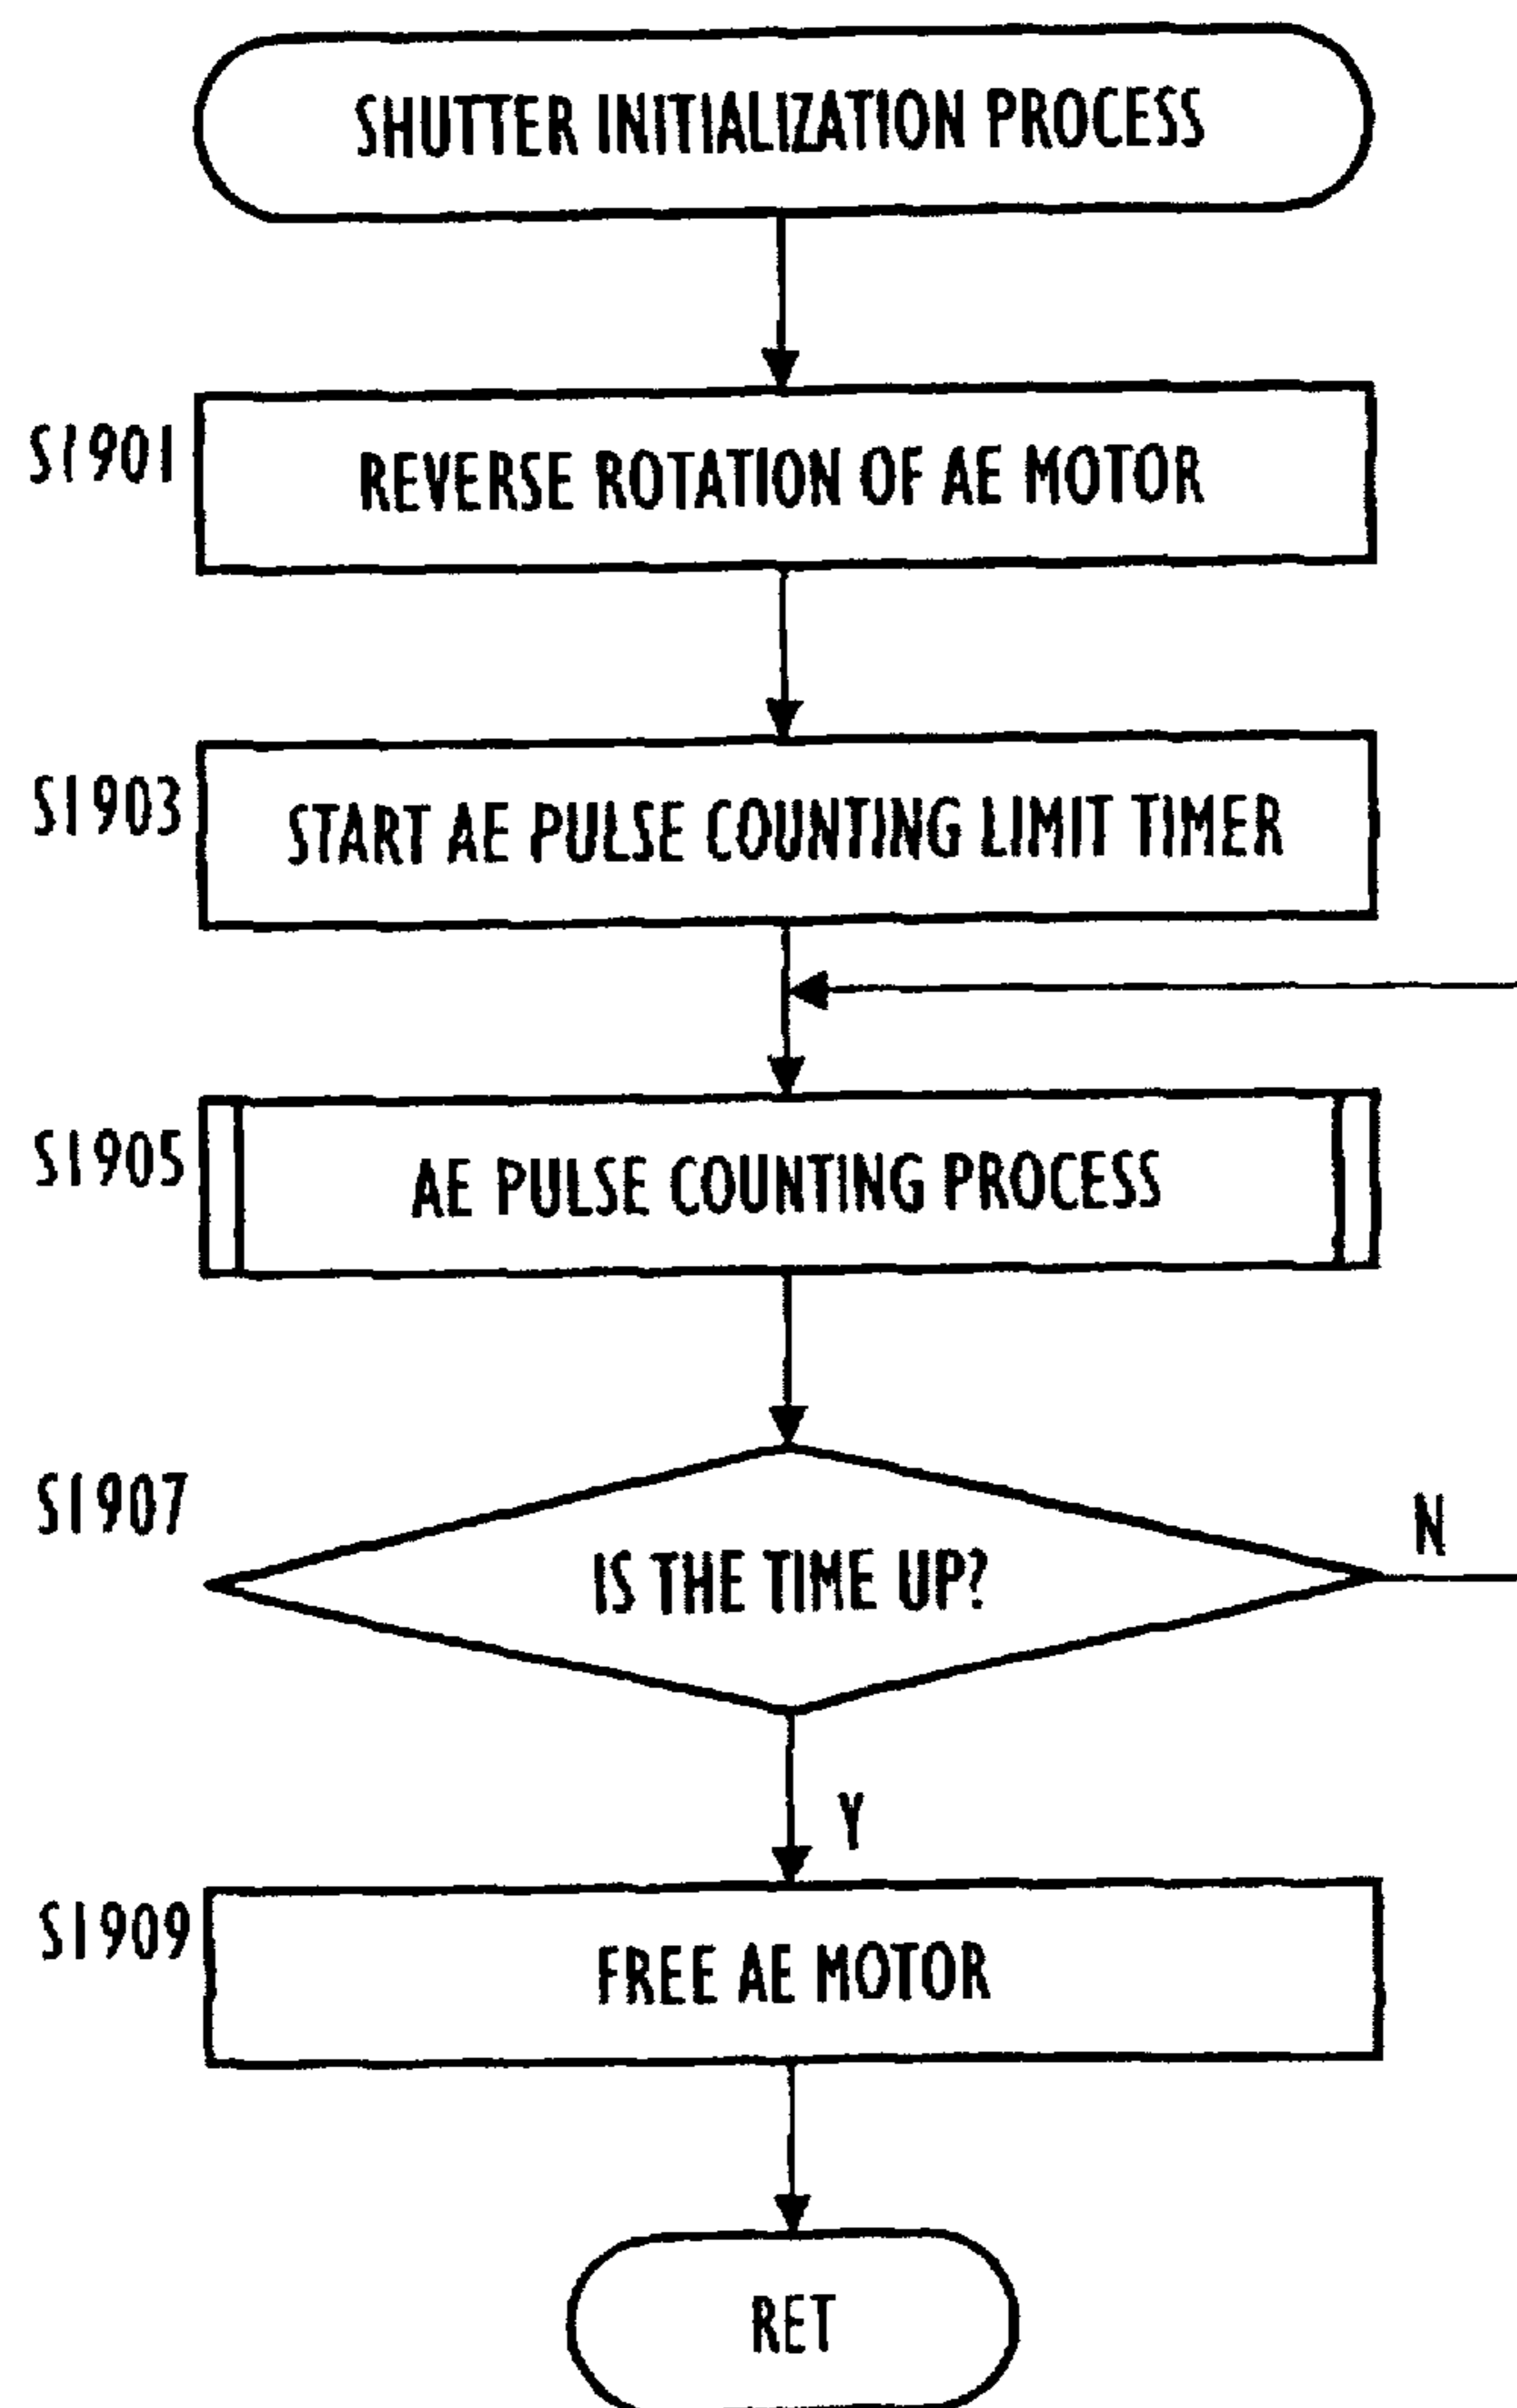 SHUTTER INITIALIZATION PROCESS
S1901
REVERSE ROTATION OF AE MOTOR
S1903
START AE PULSE COUNTING LIMIT TIMER
S1905
AE PULSE COUNTING PROCESS
S1907
IS THE TIME UP?
N
Y
S1909
FREE AE MOTOR
RET